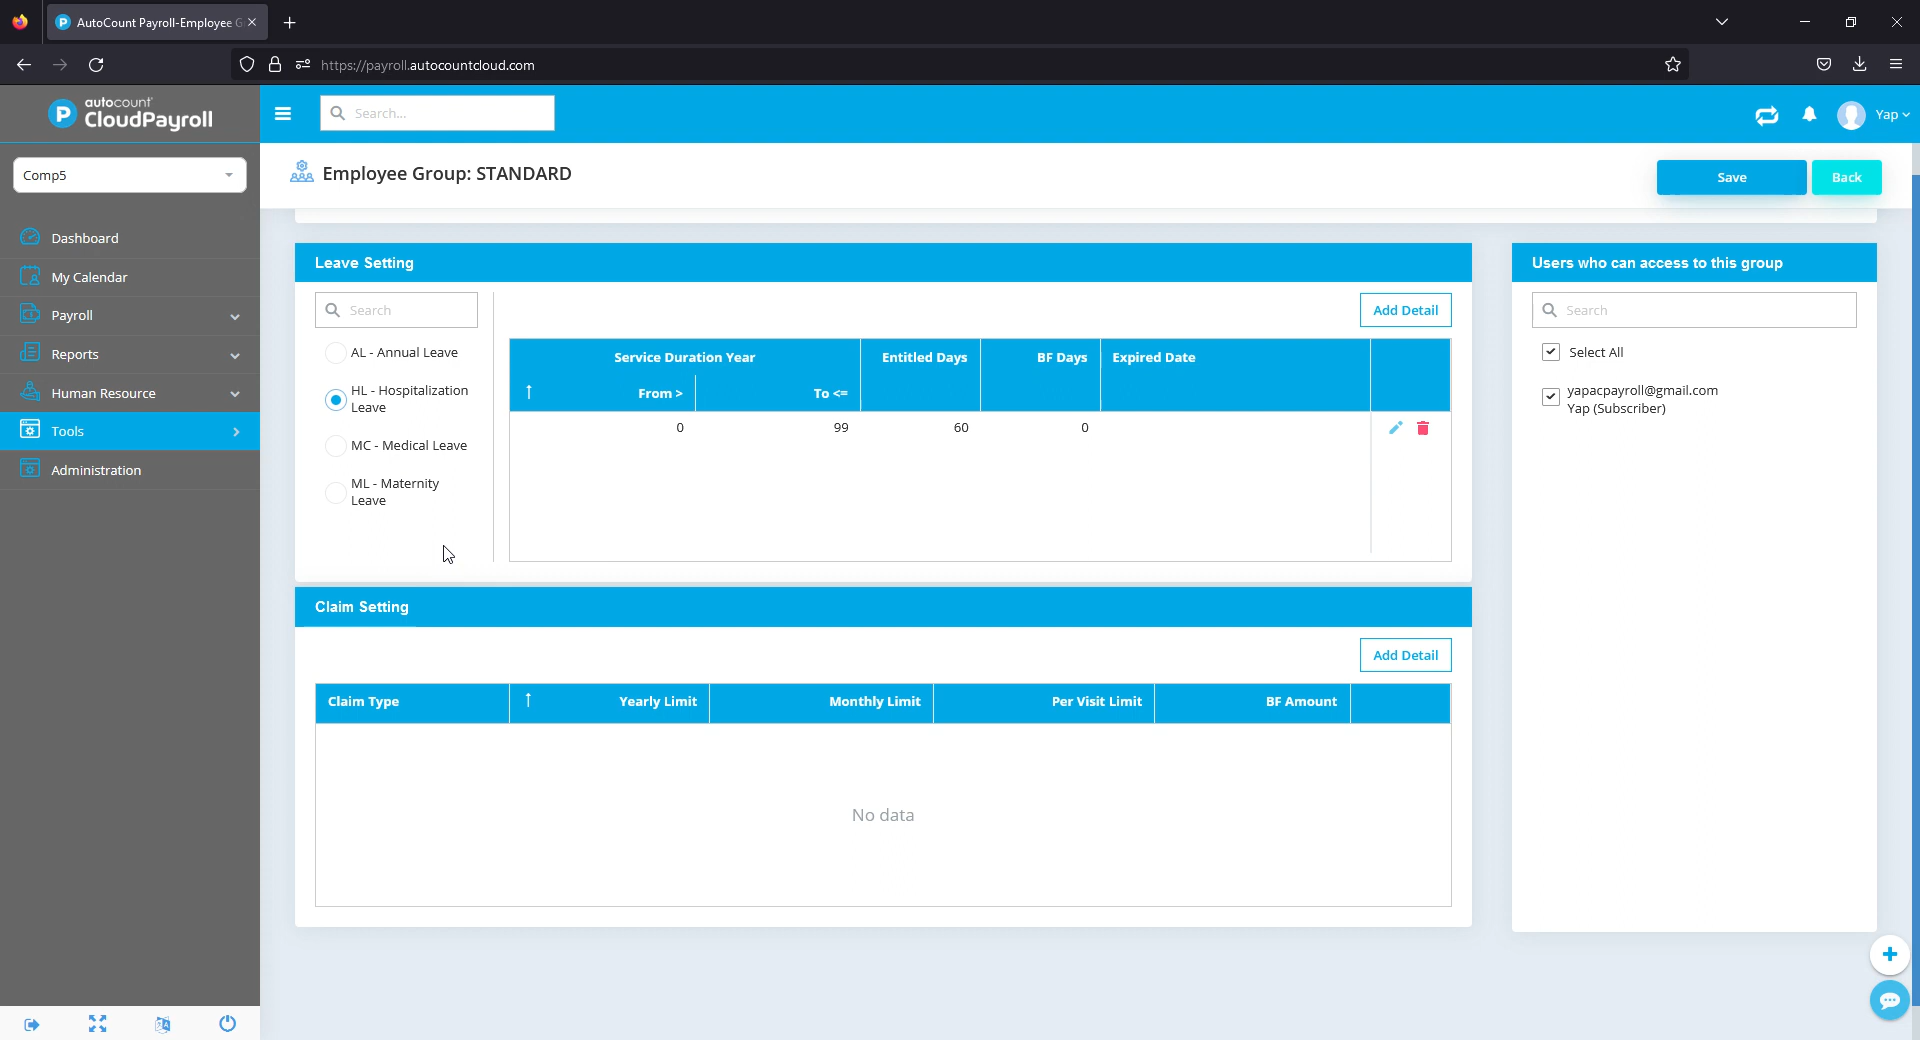 AutoCount Payroll-Employee G
https://payroll.autocountcloud.com
autocount
CloudPayroll
Search...
Yap
Comp5
Employee Group: STANDARD
Save
Back
Dashboard
My Calendar
Payroll
Reports
Human Resource
Tools
Administration
Leave Setting
Search
Add Detail
AL - Annual Leave
HL - Hospitalization
Leave
MC - Medical Leave
ML - Maternity
Leave
Service Duration Year
Entitled Days
BF Days
Expired Date
From >
To <=
0
99
60
0
Claim Setting
Add Detail
Claim Type
Yearly Limit
Monthly Limit
Per Visit Limit
BF Amount
No data
Users who can access to this group
Search
Select All
yapacpayroll@gmail.com
Yap (Subscriber)